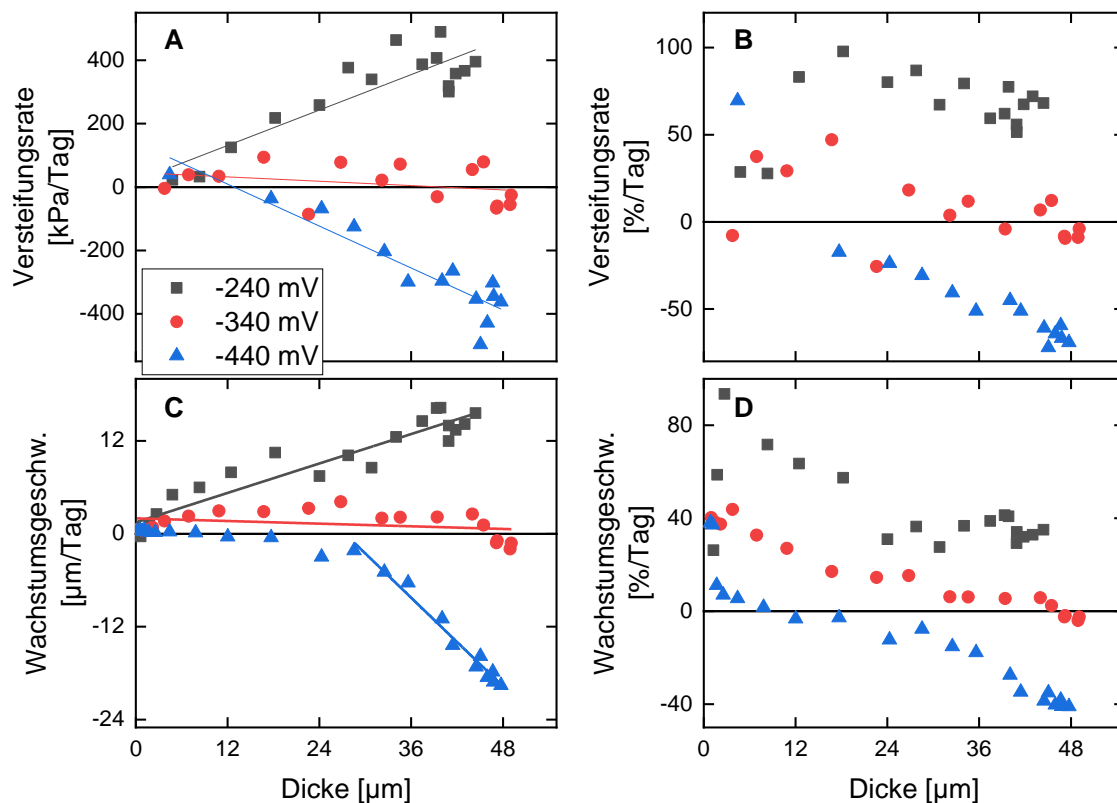 A
Versteifungsrate
[kPa/Tag]
400
200
0
-200
-400
-240 mV
-340 mV
-440 mV
B
Versteifungsrate
[%/Tag]
100
50
0
-50
C
Wachstumsgeschw.
[µm/Tag]
12
0
-12
-24
0 12 24 36 48
Dicke [µm]
D
Wachstumsgeschw.
[%/Tag]
80
40
0
-40
0 12 24 36 48
Dicke [µm]